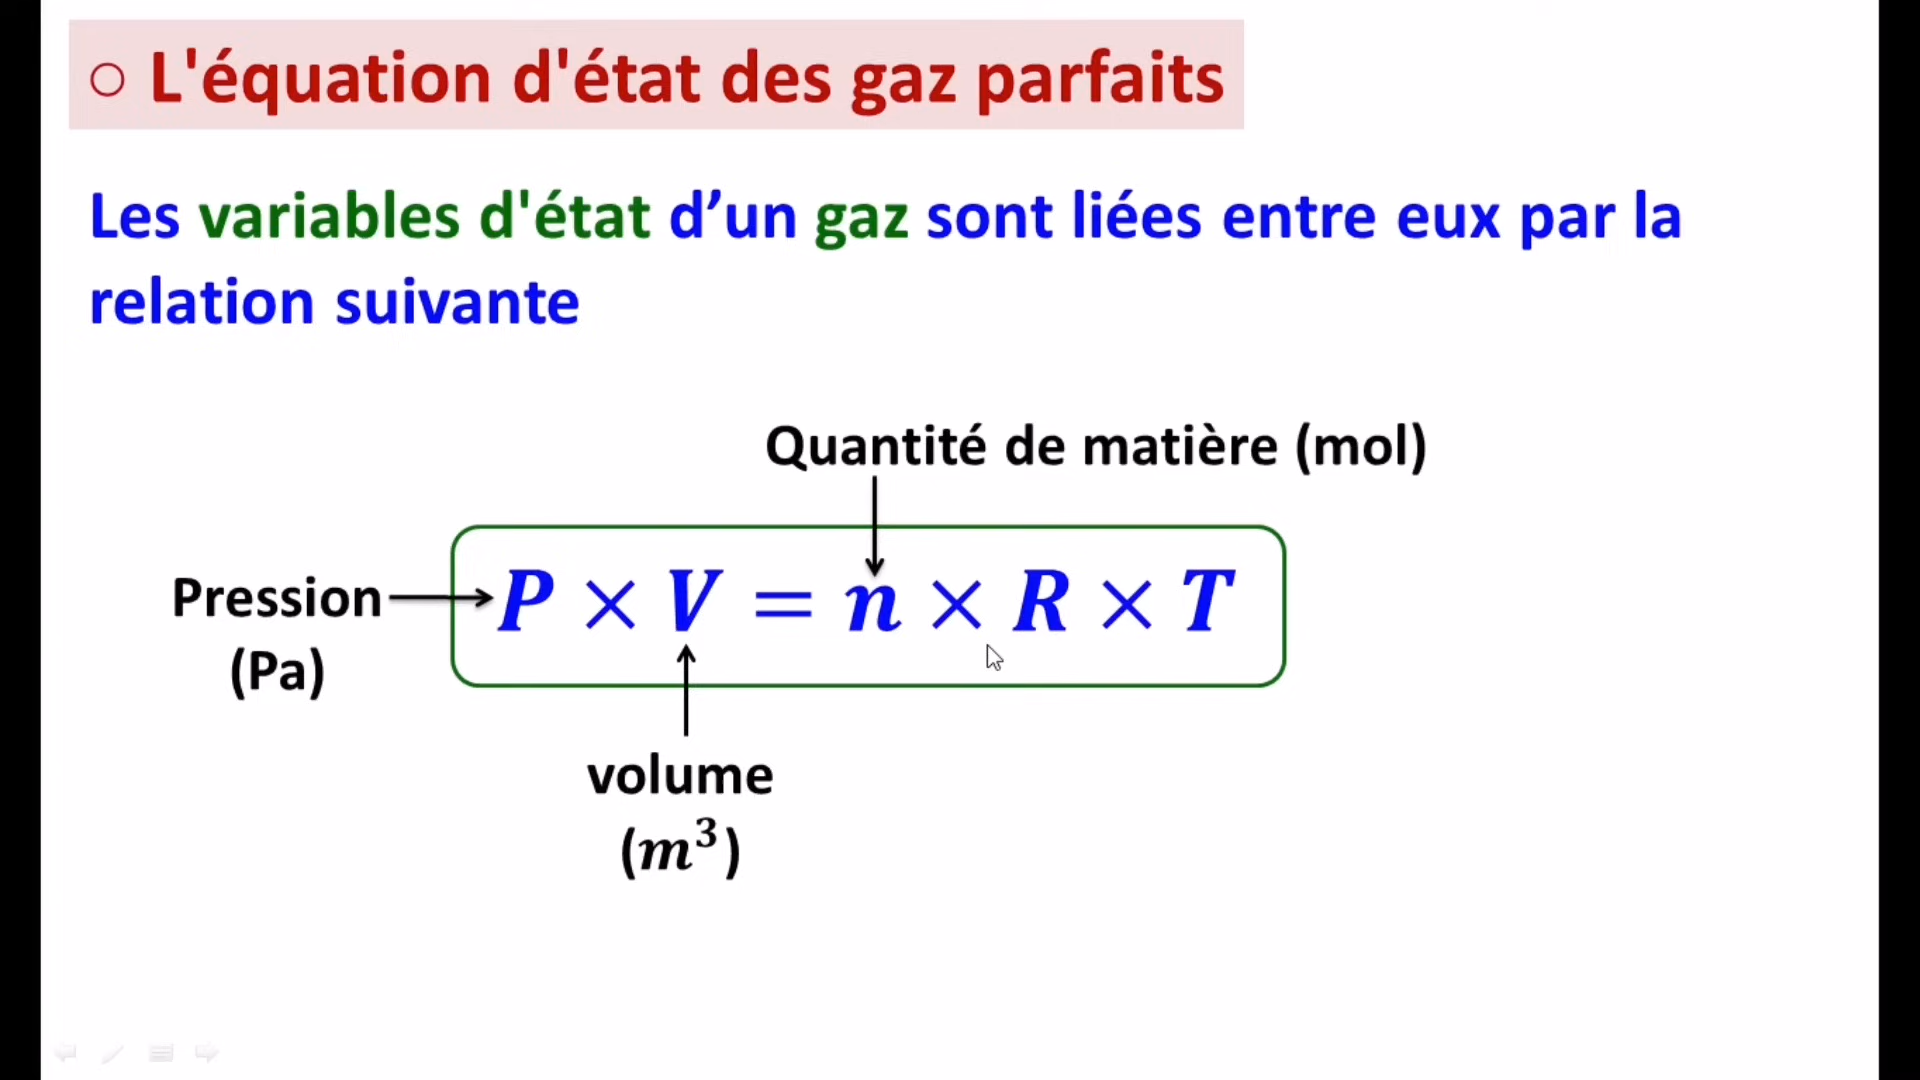 ○ L'équation d'état des gaz parfaits
Les variables d'état d’un gaz sont liées entre eux par la
relation suivante
Quantité de matière (mol)
Pression
(Pa)
P × V = n × R × T
volume
(m³)